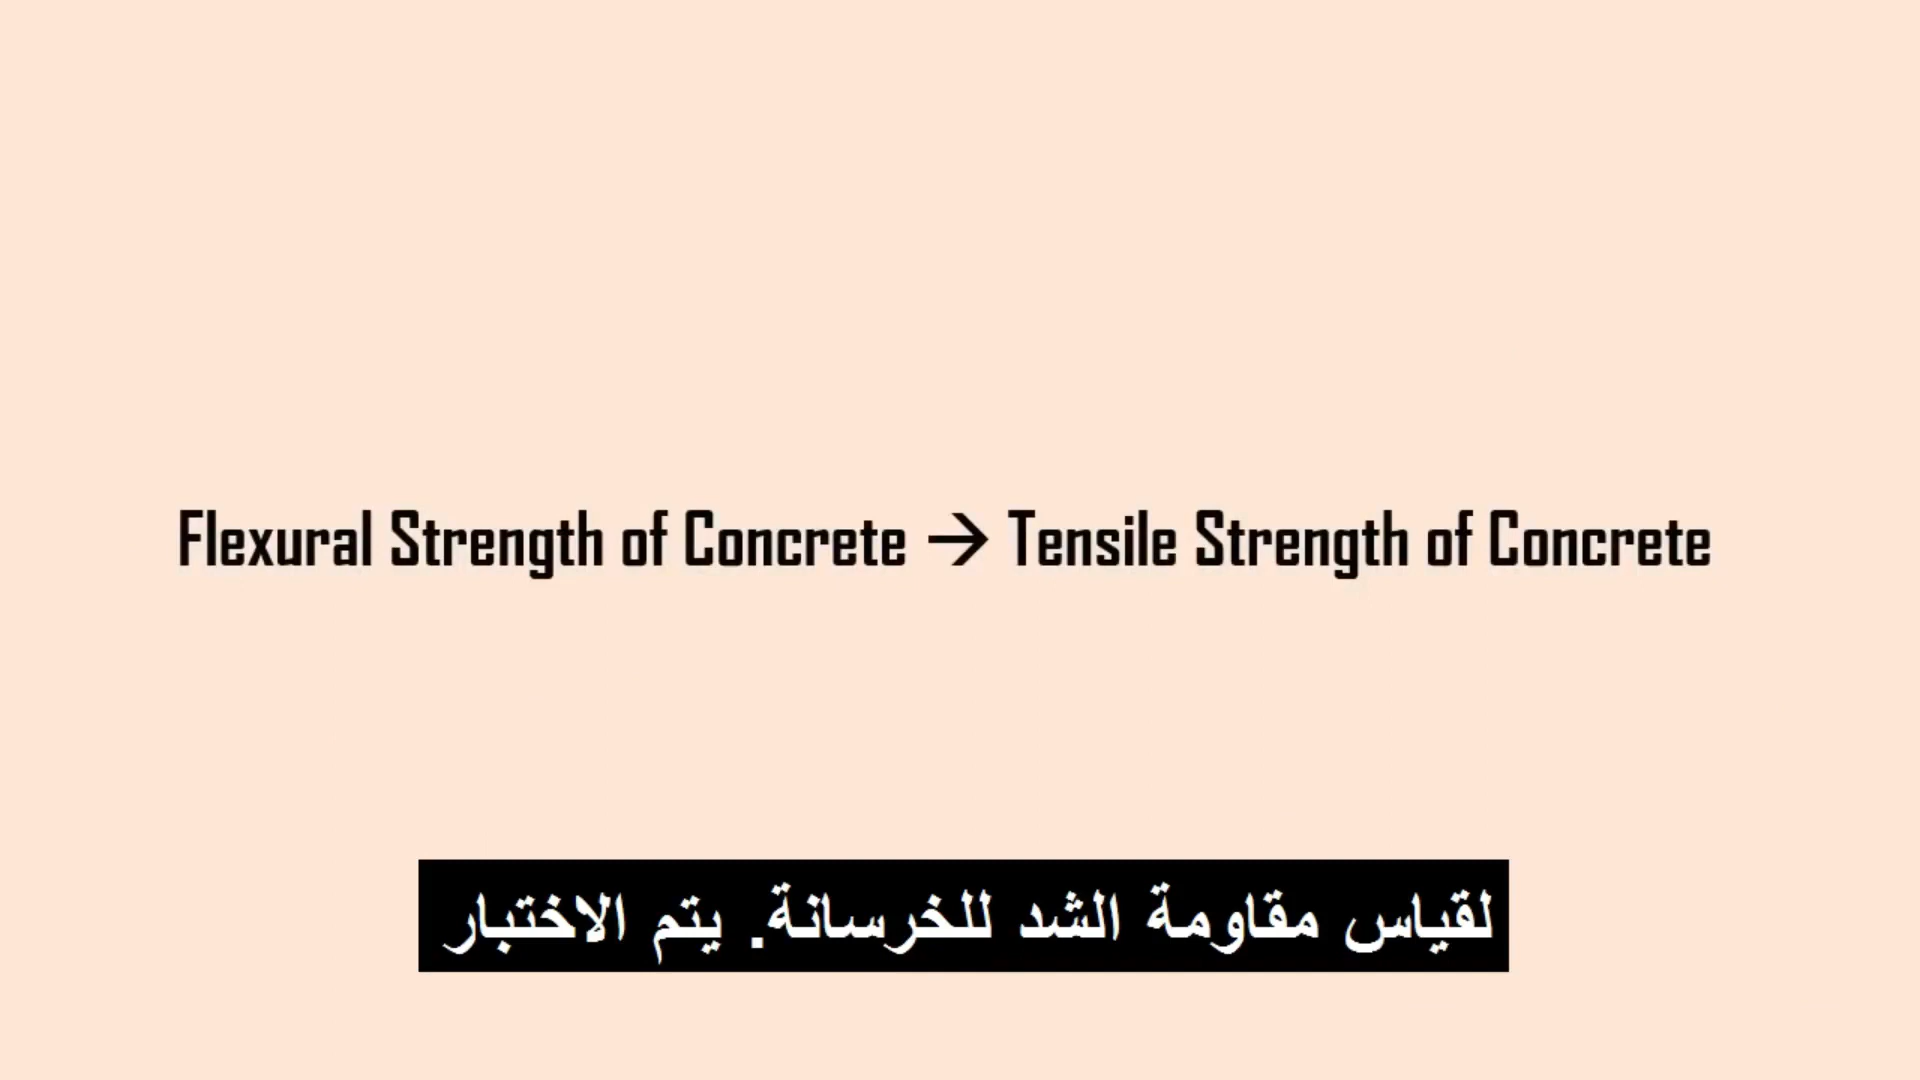 Flexural Strength of Concrete → Tensile Strength of Concrete
لقياس مقاومة الشد للخرسانة. يتم الاختبار